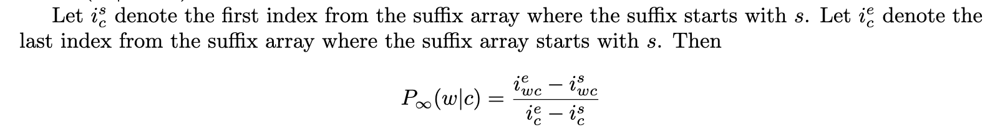 Let $i_c^s$ denote the first index from the suffix array where the suffix starts with $s$. Let $i_c^e$ denote the
last index from the suffix array where the suffix array starts with $s$. Then
$P_\infty(w|c) = \frac{i_{wc}^e - i_{wc}^s}{i_c^e - i_c^s}$